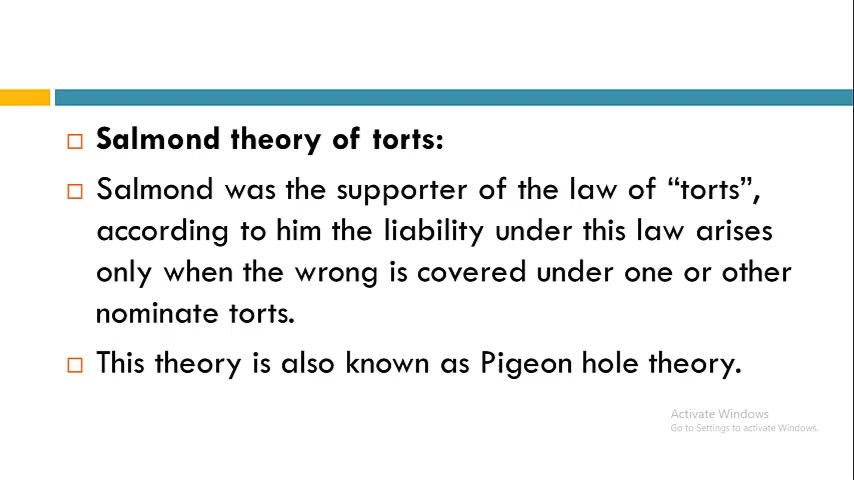 Salmond theory of torts:
Salmond was the supporter of the law of “torts”,
according to him the liability under this law arises
only when the wrong is covered under one or other
nominate torts.
This theory is also known as Pigeon hole theory.
Activate Windows
Go to Settings to activate Windows.